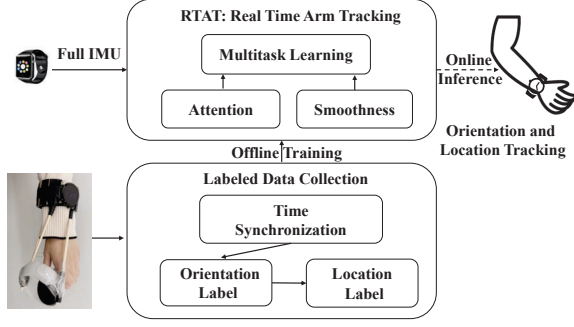 RTAT: Real Time Arm Tracking
Full IMU
Multitask Learning
Attention
Smoothness
Online
Inference
Orientation and
Location Tracking
Offline Training
Labeled Data Collection
Time
Synchronization
Orientation
Label
Location
Label